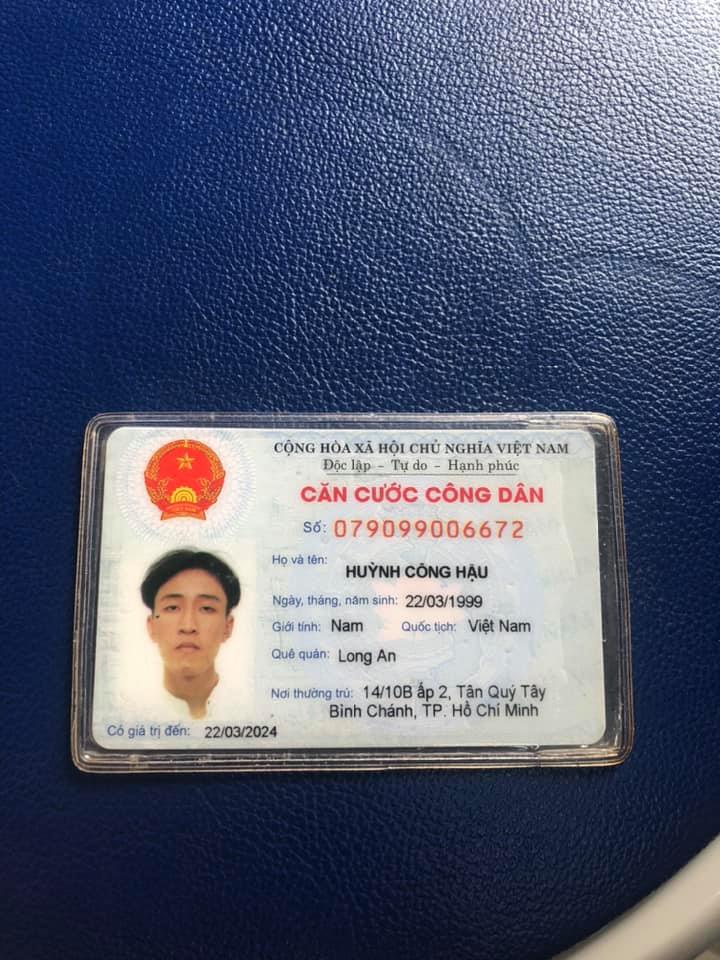 CỘNG HÒA XÃ HỘI CHỦ NGHĨA VIỆT NAM
Độc lập - Tự do - Hạnh phúc
CĂN CƯỚC CÔNG DÂN
Số: 079099006672
Họ và tên:
HUỲNH CÔNG HẬU
Ngày, tháng, năm sinh: 22/03/1999
Giới tính: Nam Quốc tịch: Việt Nam
Quê quán: Long An
Nơi thường trú: 14/10B ấp 2, Tân Quý Tây
Bình Chánh, TP. Hồ Chí Minh
Có giá trị đến: 22/03/2024
VIỆT NAM